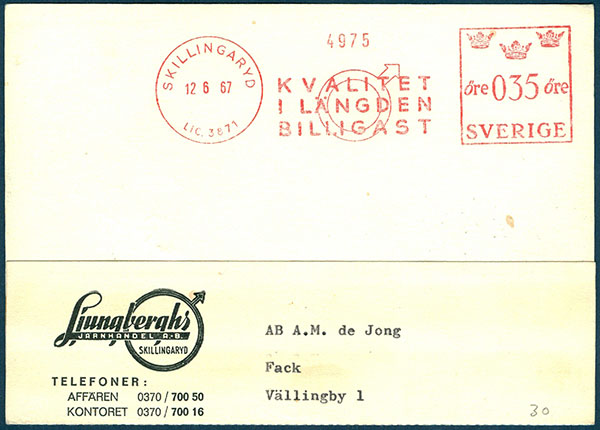 4975
SKILLINGARYD
12 6 67
LIC. 3871
KVALITET
I LÄNGDEN
BILLIGAST
öre 035 öre
SVERIGE
Ljungberghs
JÄRNHANDEL A.-B.
SKILLINGARYD
TELEFONER:
AFFÄREN 0370 / 700 50
KONTORET 0370 / 700 16
AB A.M. de Jong
Fack
Vällingby 1
30